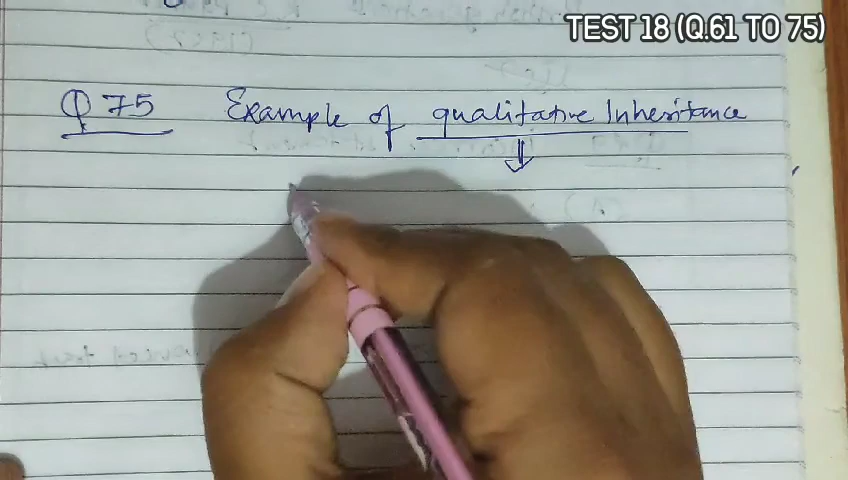 TEST 18 (Q.61 TO 75)
Q 75 Example of qualitative Inheritance